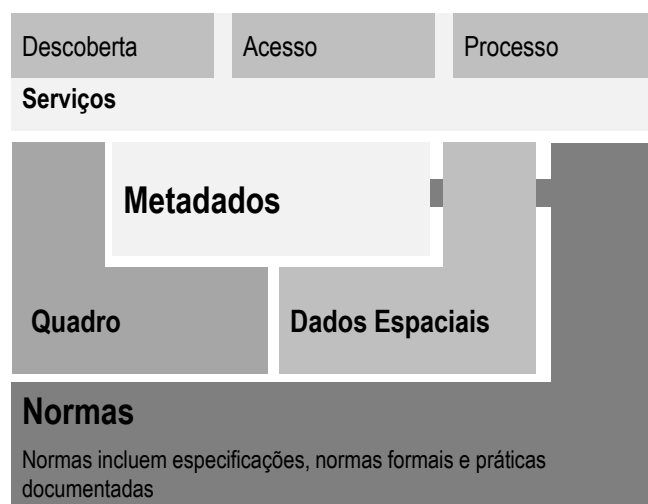 Descoberta
Acesso
Processo
Serviços
Metadados
Quadro
Dados Espaciais
Normas
Normas incluem especificações, normas formais e práticas
documentadas